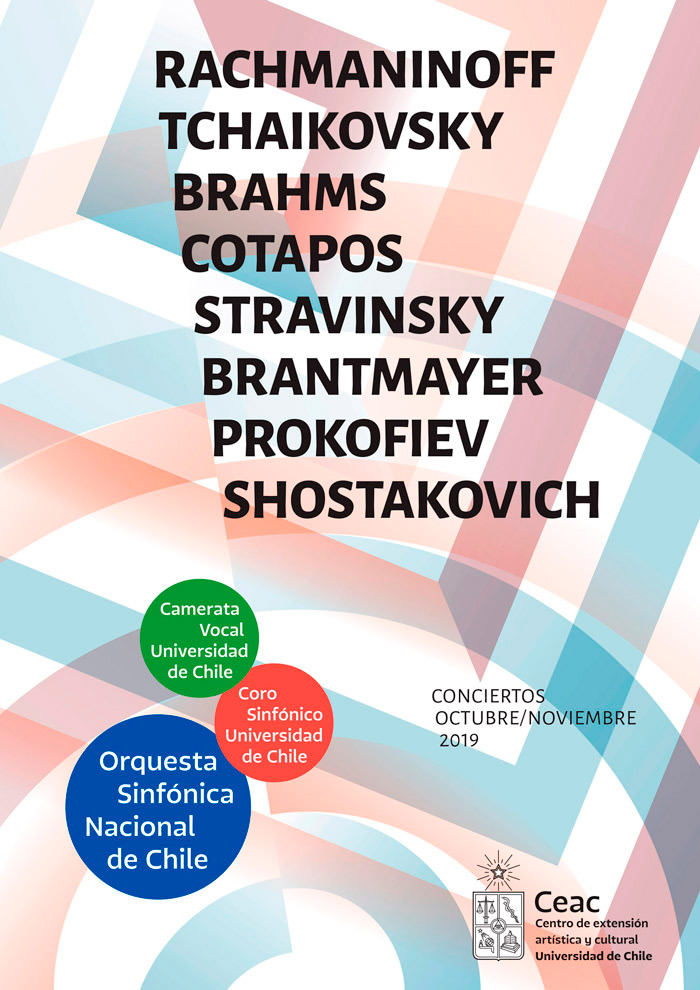 RACHMANINOFF
TCHAIKOVSKY
BRAHMS
COTAPOS
STRAVINSKY
BRANTMAYER
PROKOFIEV
SHOSTAKOVICH
Camerata
Vocal
Universidad
de Chile
Coro
Sinfónico
Universidad
de Chile
Orquesta
Sinfónica
Nacional
de Chile
CONCIERTOS
OCTUBRE/NOVIEMBRE
2019
Ceac
Centro de extensión
artística y cultural
Universidad de Chile